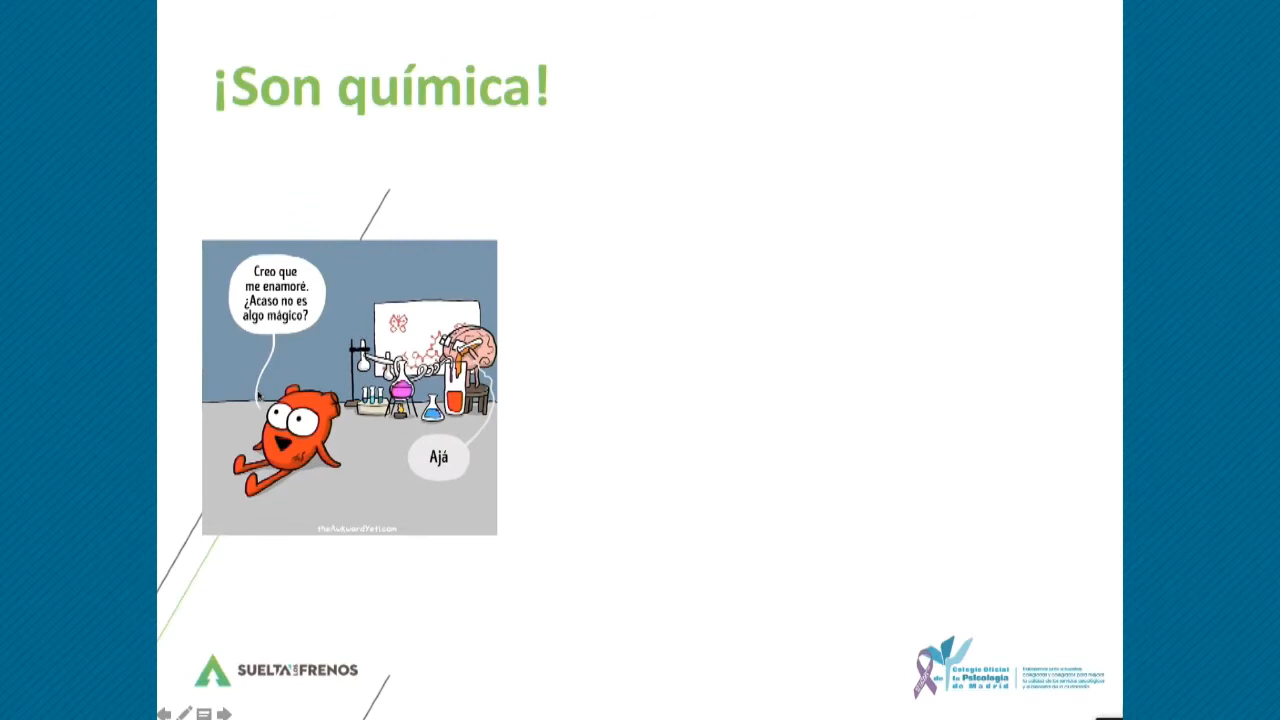 ¡Son química!
Creo que
me enamoré.
¿Acaso no es
algo mágico?
Ajá
theAwkwardYeti.com
SUELTA LOS FRENOS
Colegio Oficial
de la Psicología
de Madrid